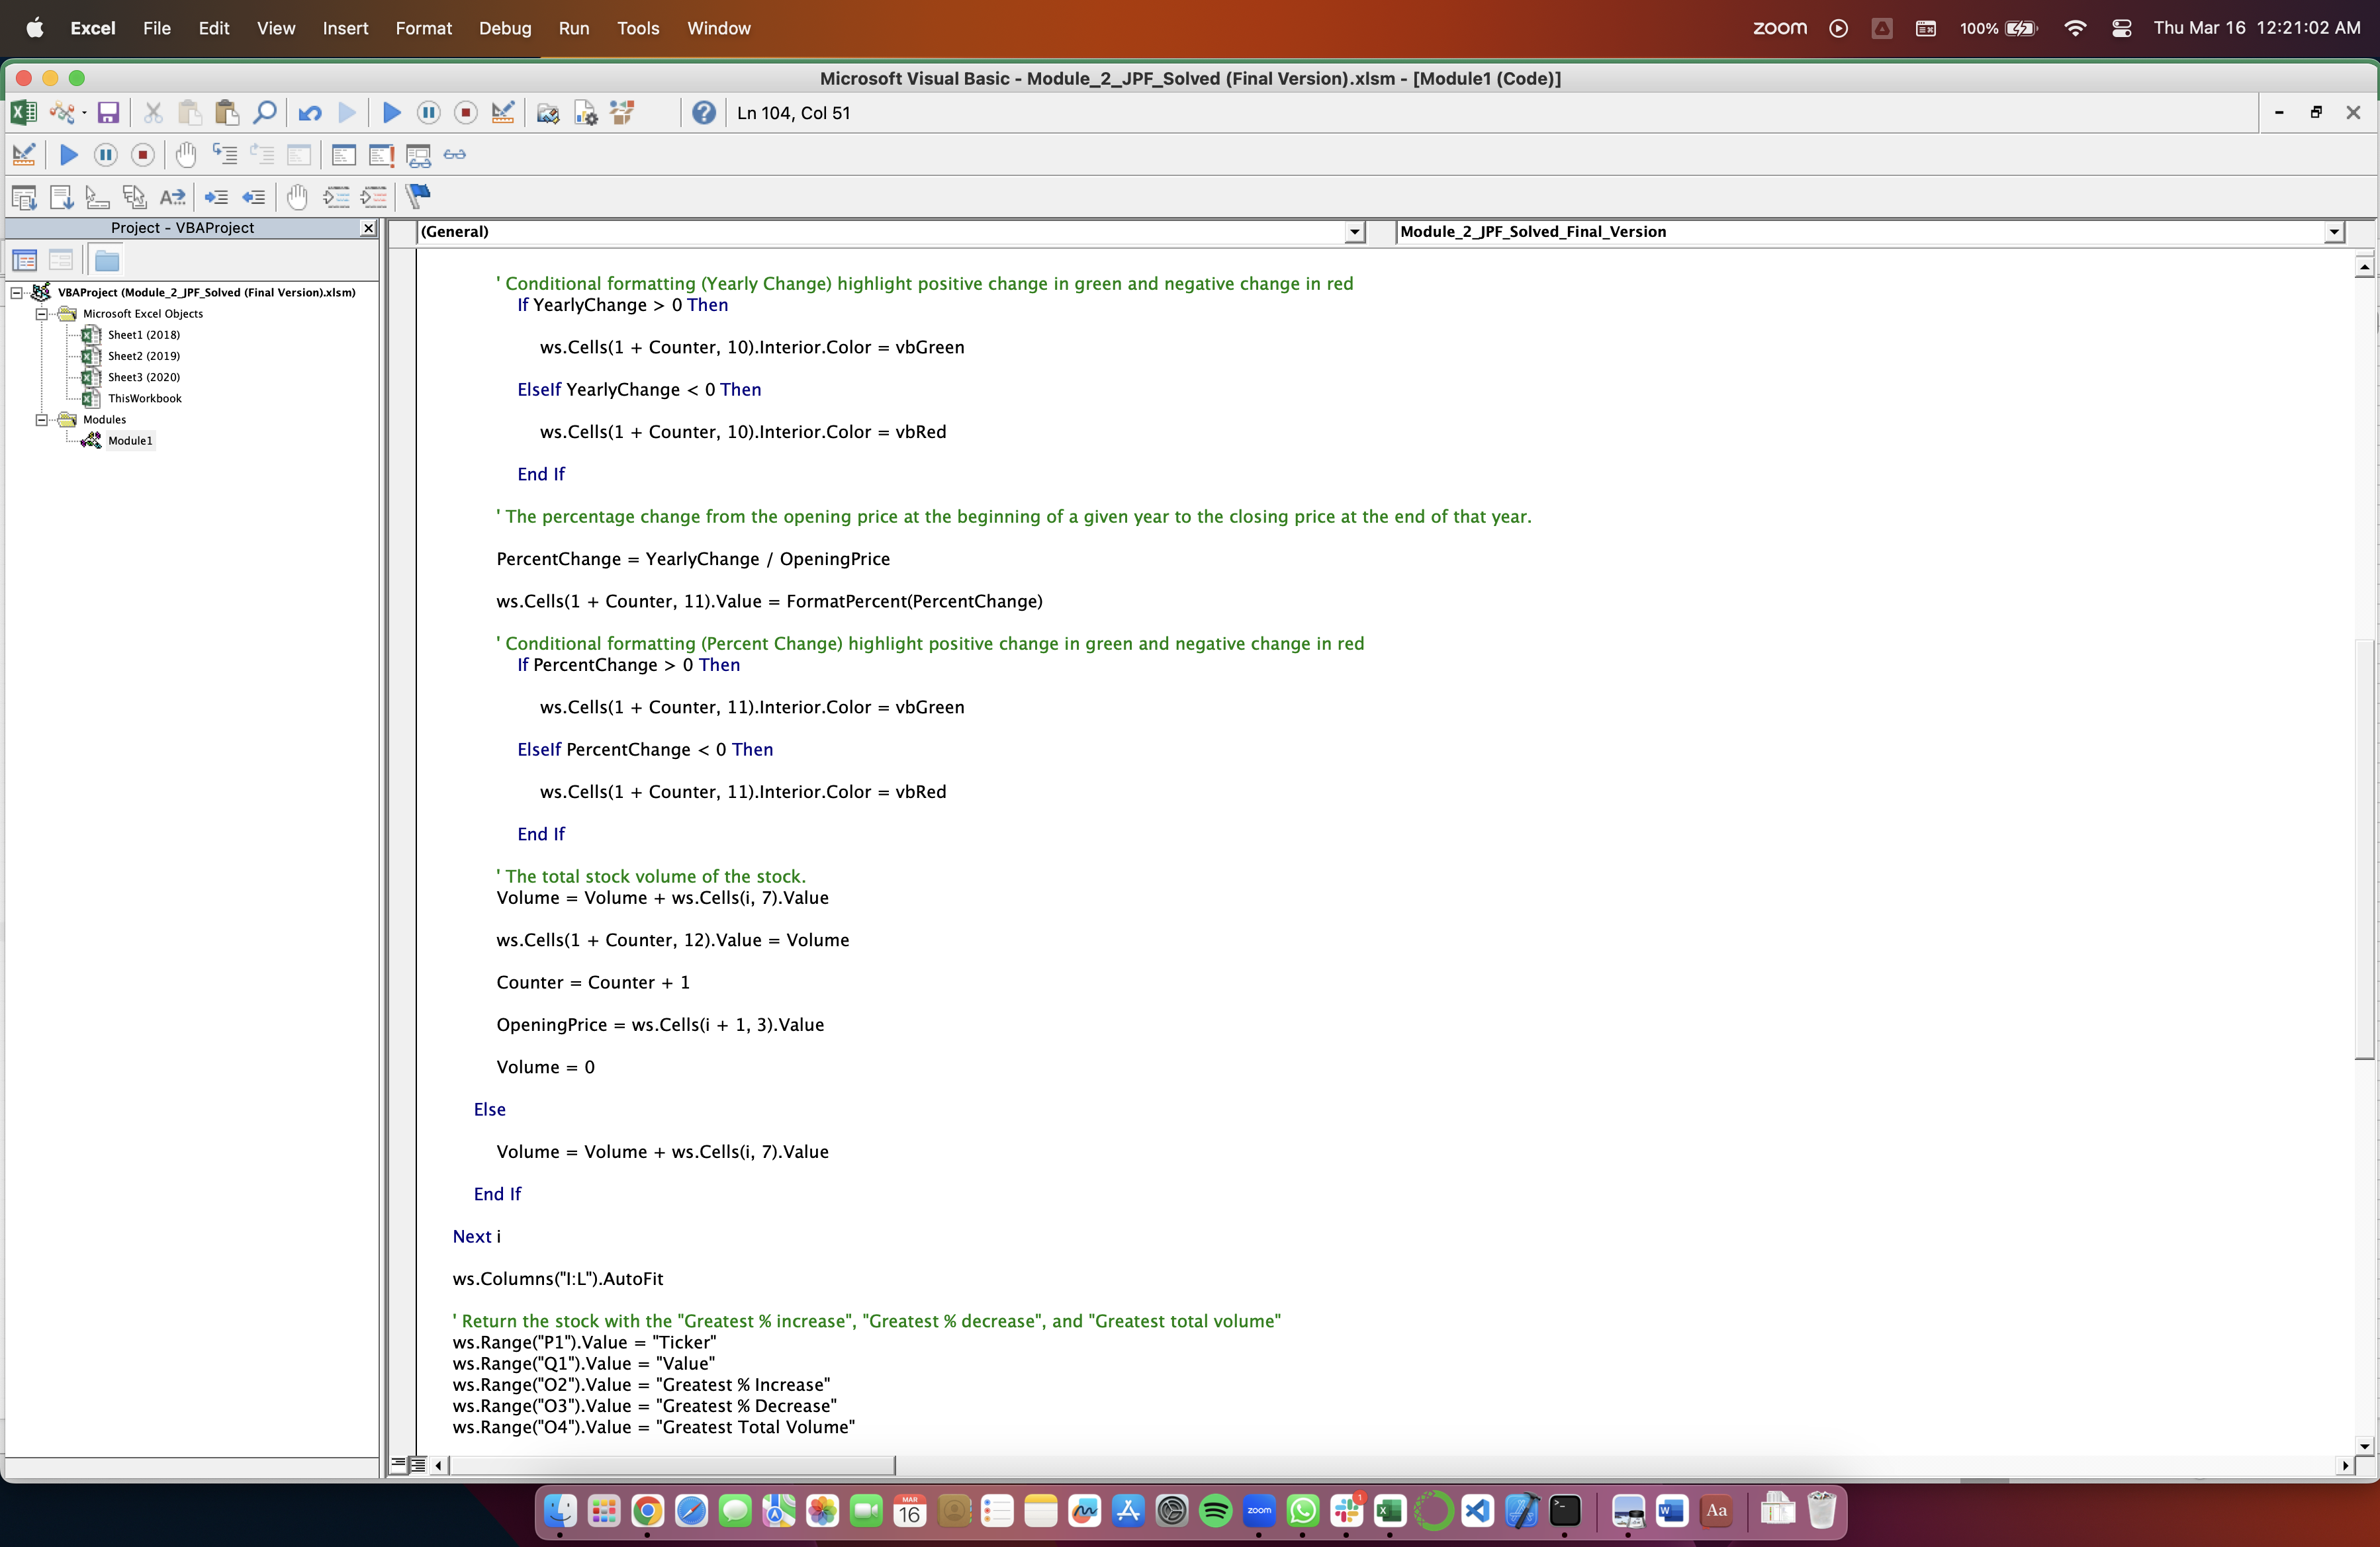 Excel File Edit View Insert Format Debug Run Tools Window zoom 100% Thu Mar 16 12:21:02 AM
Microsoft Visual Basic - Module_2_JPF_Solved (Final Version).xlsm - [Module1 (Code)]
Ln 104, Col 51
Project - VBAProject
(General) Module_2_JPF_Solved_Final_Version
VBAProject (Module_2_JPF_Solved (Final Version).xlsm)
Microsoft Excel Objects
Sheet1 (2018)
Sheet2 (2019)
Sheet3 (2020)
ThisWorkbook
Modules
Module1
' Conditional formatting (Yearly Change) highlight positive change in green and negative change in red
If YearlyChange > 0 Then
ws.Cells(1 + Counter, 10).Interior.Color = vbGreen
ElseIf YearlyChange < 0 Then
ws.Cells(1 + Counter, 10).Interior.Color = vbRed
End If
' The percentage change from the opening price at the beginning of a given year to the closing price at the end of that year.
PercentChange = YearlyChange / OpeningPrice
ws.Cells(1 + Counter, 11).Value = FormatPercent(PercentChange)
' Conditional formatting (Percent Change) highlight positive change in green and negative change in red
If PercentChange > 0 Then
ws.Cells(1 + Counter, 11).Interior.Color = vbGreen
ElseIf PercentChange < 0 Then
ws.Cells(1 + Counter, 11).Interior.Color = vbRed
End If
' The total stock volume of the stock.
Volume = Volume + ws.Cells(i, 7).Value
ws.Cells(1 + Counter, 12).Value = Volume
Counter = Counter + 1
OpeningPrice = ws.Cells(i + 1, 3).Value
Volume = 0
Else
Volume = Volume + ws.Cells(i, 7).Value
End If
Next i
ws.Columns("I:L").AutoFit
' Return the stock with the "Greatest % increase", "Greatest % decrease", and "Greatest total volume"
ws.Range("P1").Value = "Ticker"
ws.Range("Q1").Value = "Value"
ws.Range("O2").Value = "Greatest % Increase"
ws.Range("O3").Value = "Greatest % Decrease"
ws.Range("O4").Value = "Greatest Total Volume"
MAR
16
zoom
1
Aa